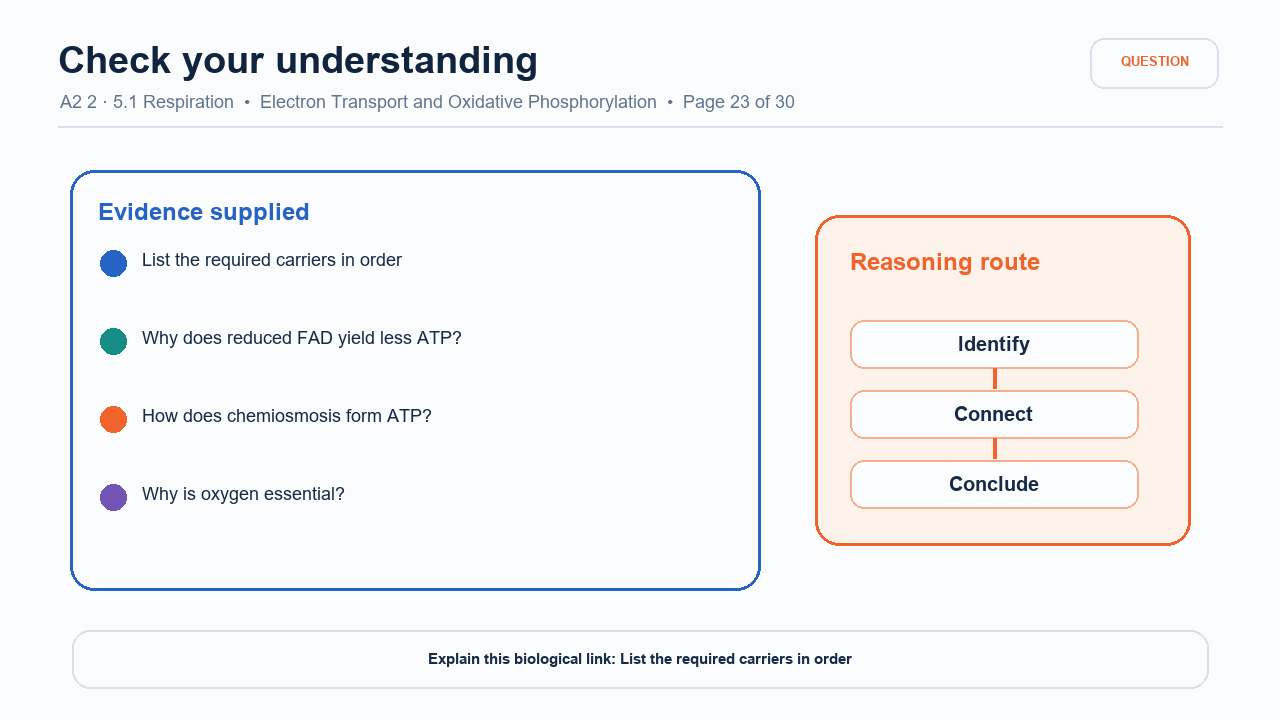 Check your understanding
QUESTION
A2 2 · 5.1 Respiration • Electron Transport and Oxidative Phosphorylation • Page 23 of 30
Evidence supplied
List the required carriers in order
Why does reduced FAD yield less ATP?
How does chemiosmosis form ATP?
Why is oxygen essential?
Reasoning route
Identify
Connect
Conclude
Explain this biological link: List the required carriers in order